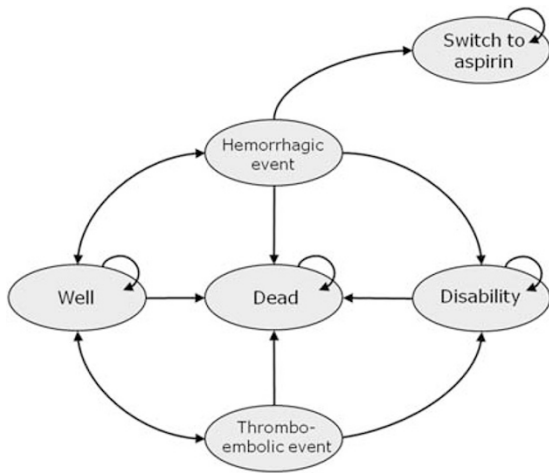 Switch to
aspirin
Hemorrhagic
event
Well
Dead
Disability
Thrombo-
embolic event